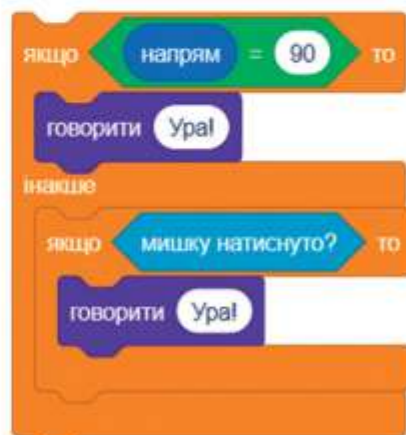 якщо напрям = 90 то
говорити Ура!
інакше
якщо мишку натиснуто? то
говорити Ура!